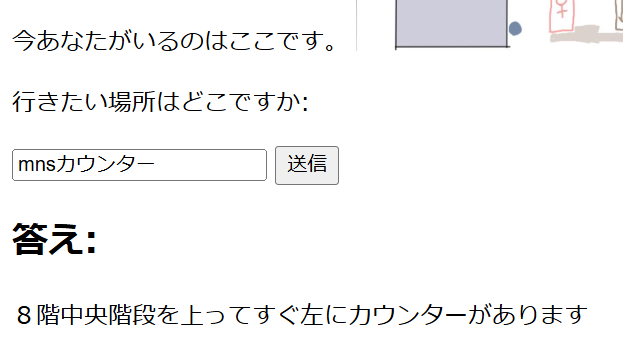 今あなたがいるのはここです。
行きたい場所はどこですか:
mnsカウンター 送信
答え:
８階中央階段を上ってすぐ左にカウンターがあります